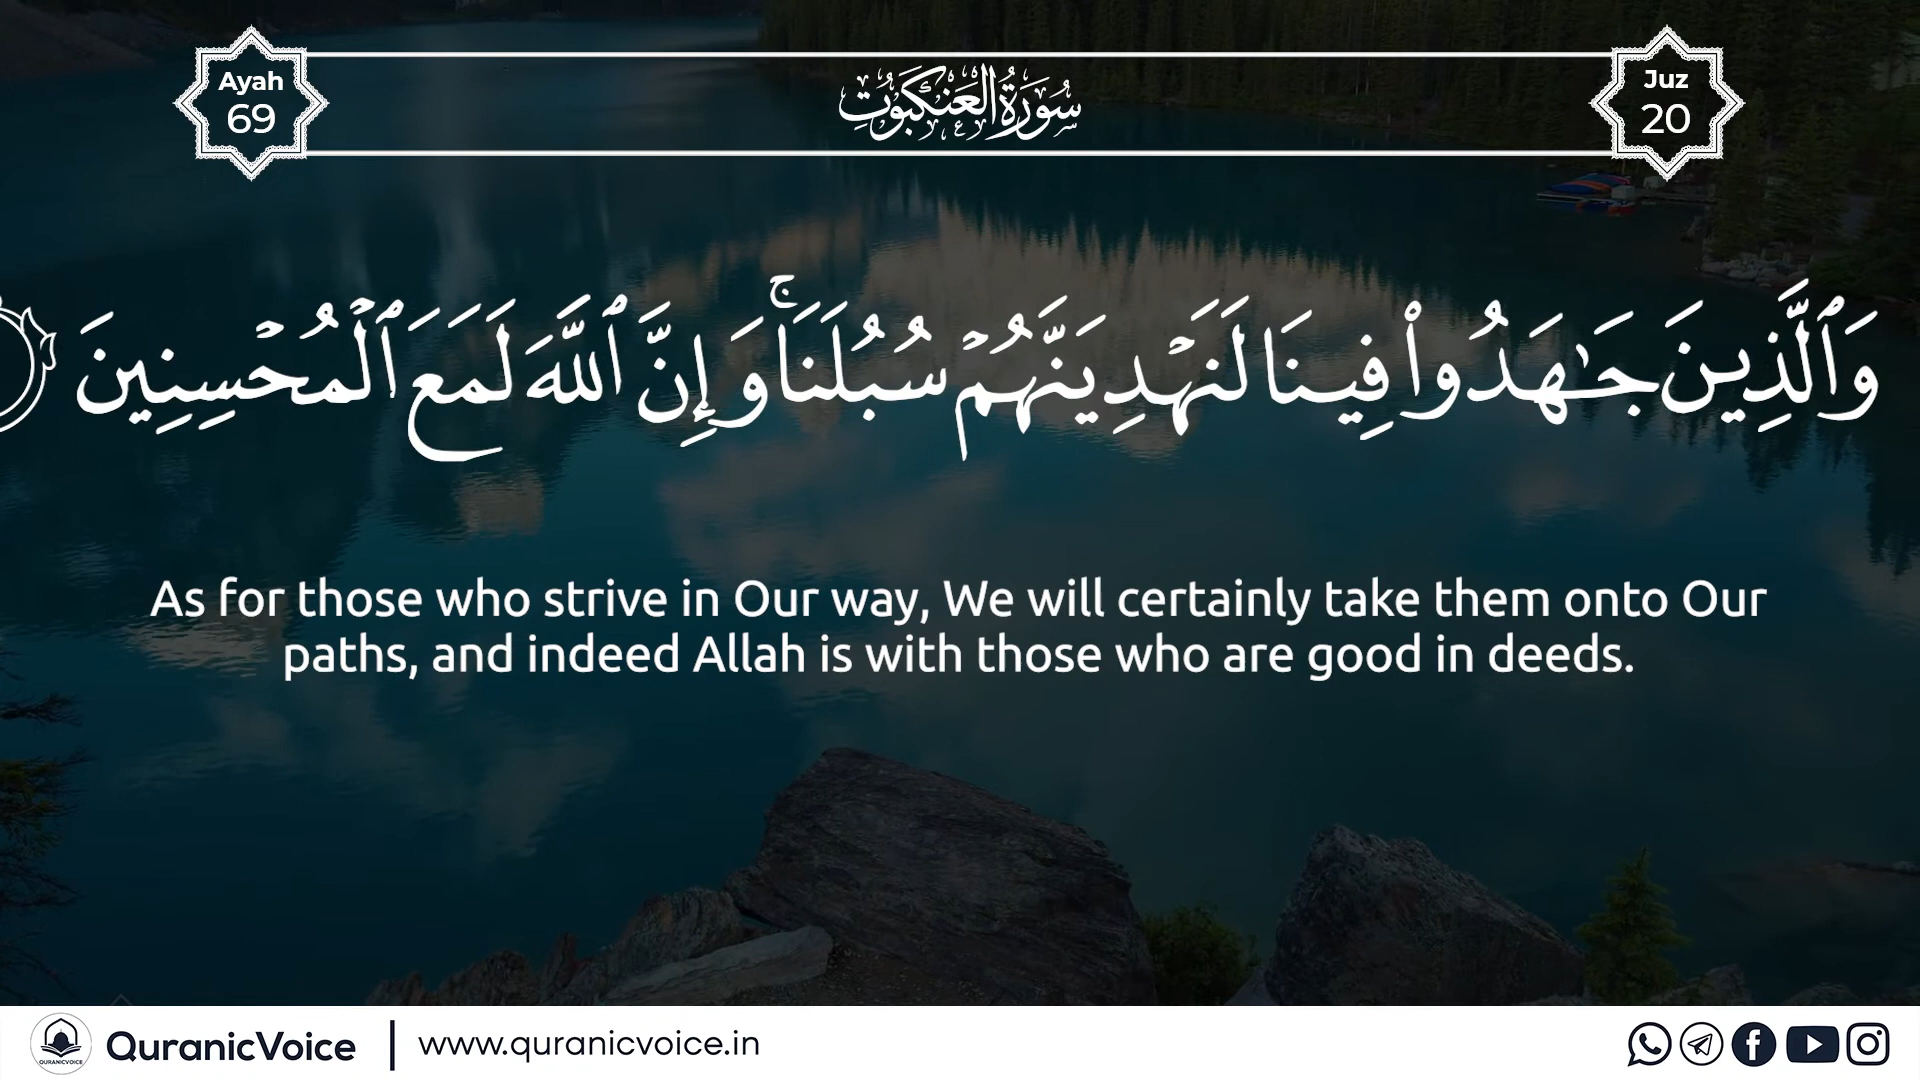 Ayah
69
سُورَةُ العَنْكَبُوتِ
Juz
20
وَٱلَّذِينَ جَٰهَدُوا۟ فِينَا لَنَهْدِيَنَّهُمْ سُبُلَنَا ۚ وَإِنَّ ٱللَّهَ لَمَعَ ٱلْمُحْسِنِينَ
As for those who strive in Our way, We will certainly take them onto Our
paths, and indeed Allah is with those who are good in deeds.
QURANICVOICE
QuranicVoice | www.quranicvoice.in